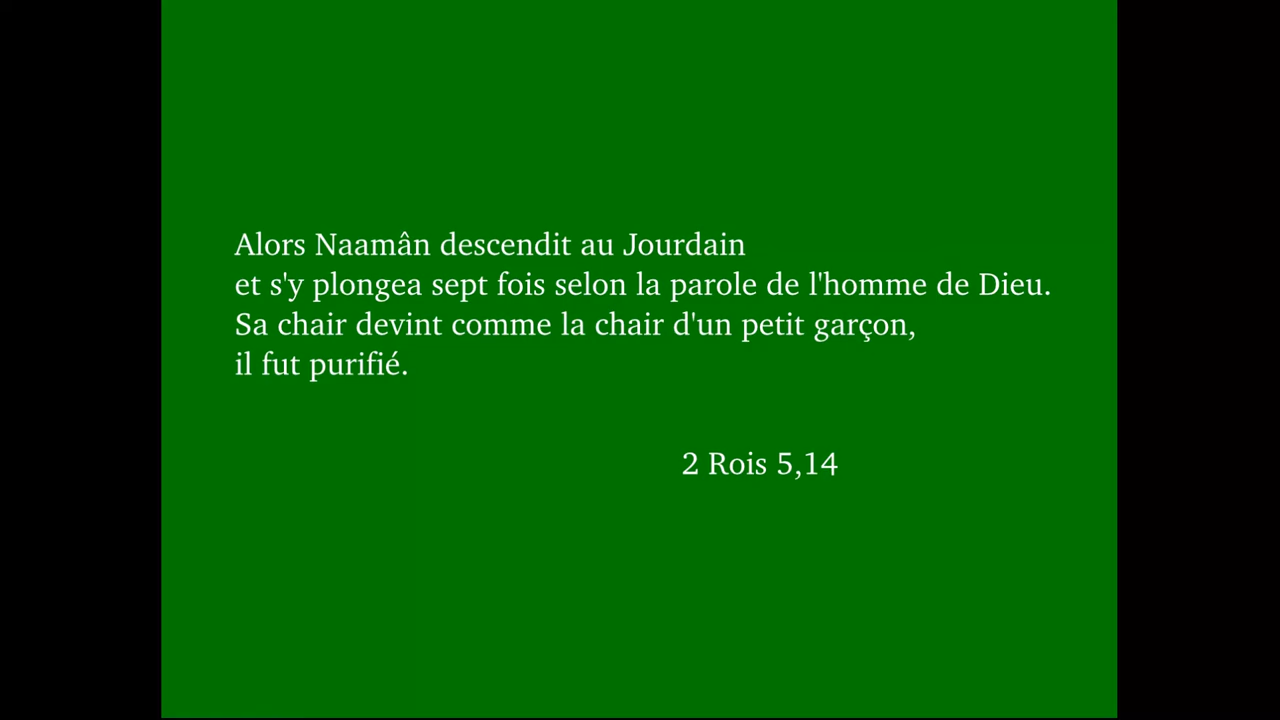 Alors Naamân descendit au Jourdain
et s'y plongea sept fois selon la parole de l'homme de Dieu.
Sa chair devint comme la chair d'un petit garçon,
il fut purifié.
2 Rois 5,14